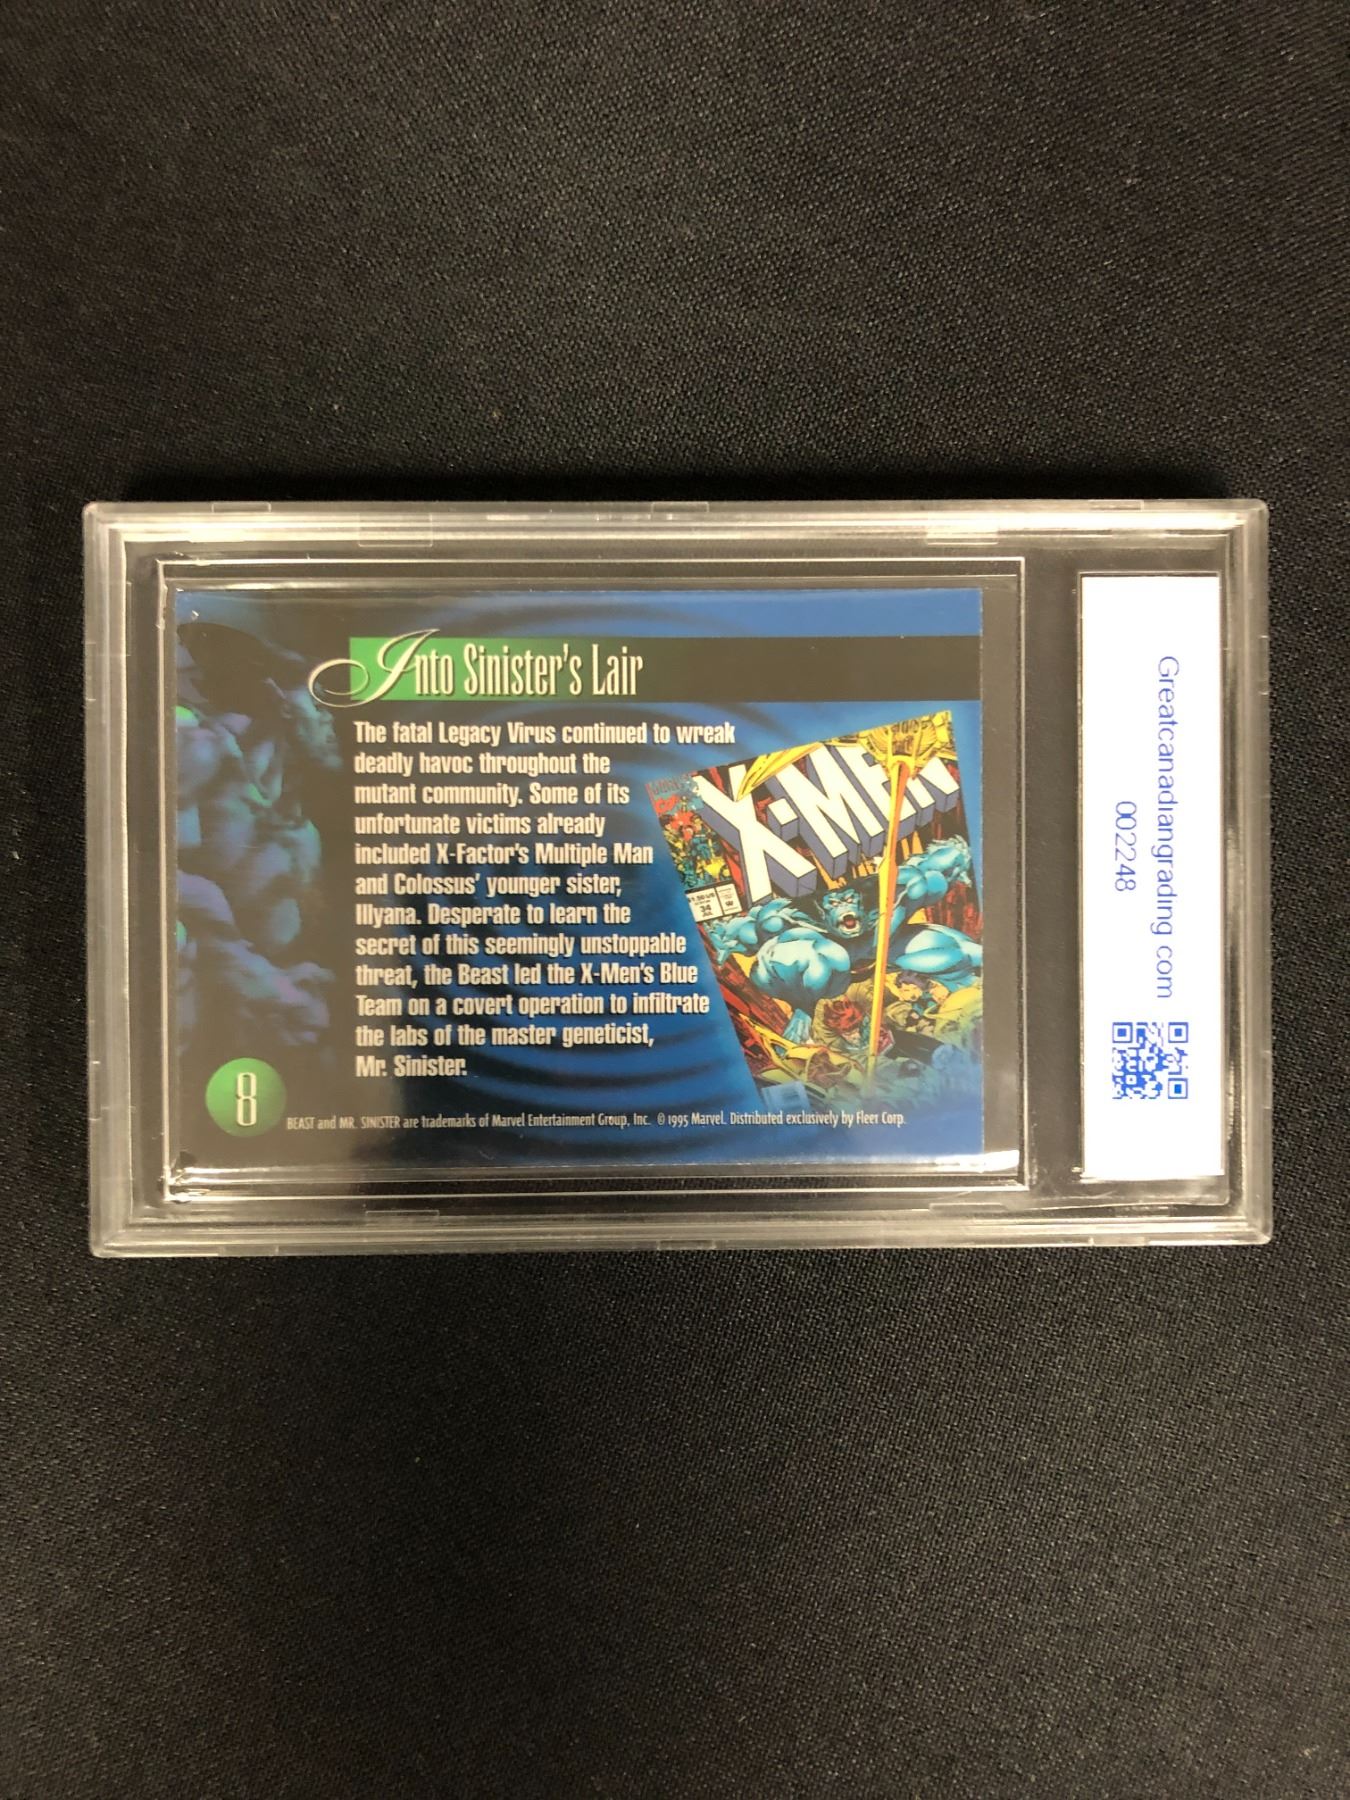 Into Sinister's Lair
The fatal Legacy Virus continued to wreak
deadly havoc throughout the
mutant community. Some of its
unfortunate victims already
included X-Factor's Multiple Man
and Colossus' younger sister,
Illyana. Desperate to learn the
secret of this seemingly unstoppable
threat, the Beast led the X-Men's Blue
Team on a covert operation to infiltrate
the labs of the master geneticist,
Mr. Sinister.
X-MEN
34
8
BEAST and MR. SINISTER are trademarks of Marvel Entertainment Group, Inc. © 1995 Marvel. Distributed exclusively by Fleer Corp.
Greatcanadiangrading com
002248